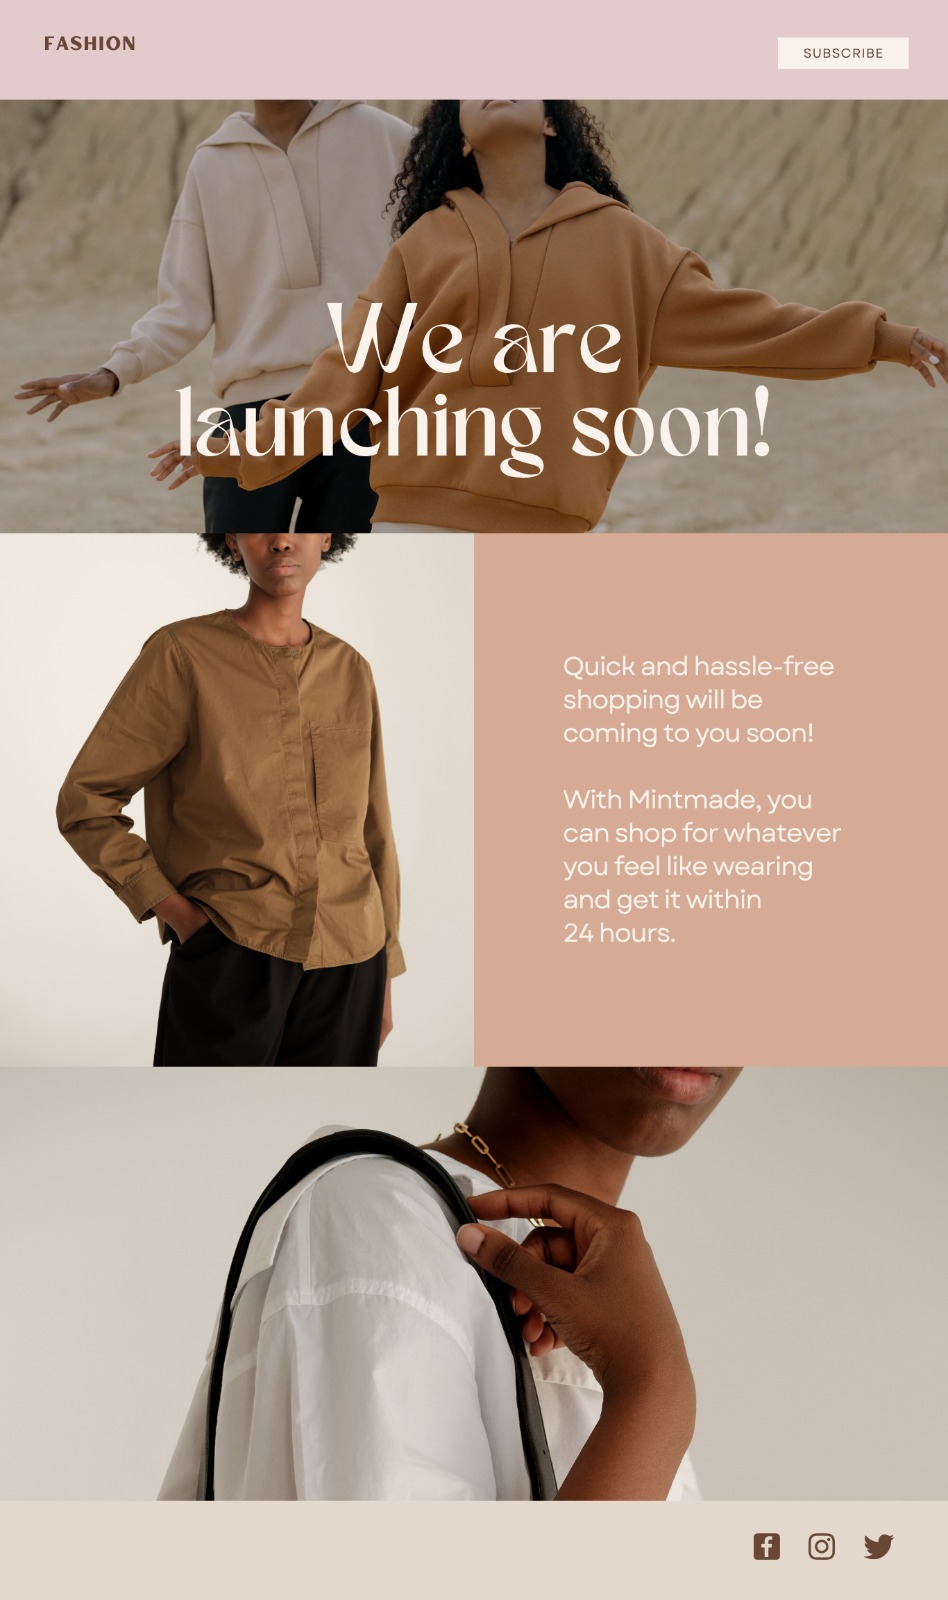 FASHION
SUBSCRIBE
We are
launching soon!
Quick and hassle-free
shopping will be
coming to you soon!
With Mintmade, you
can shop for whatever
you feel like wearing
and get it within
24 hours.